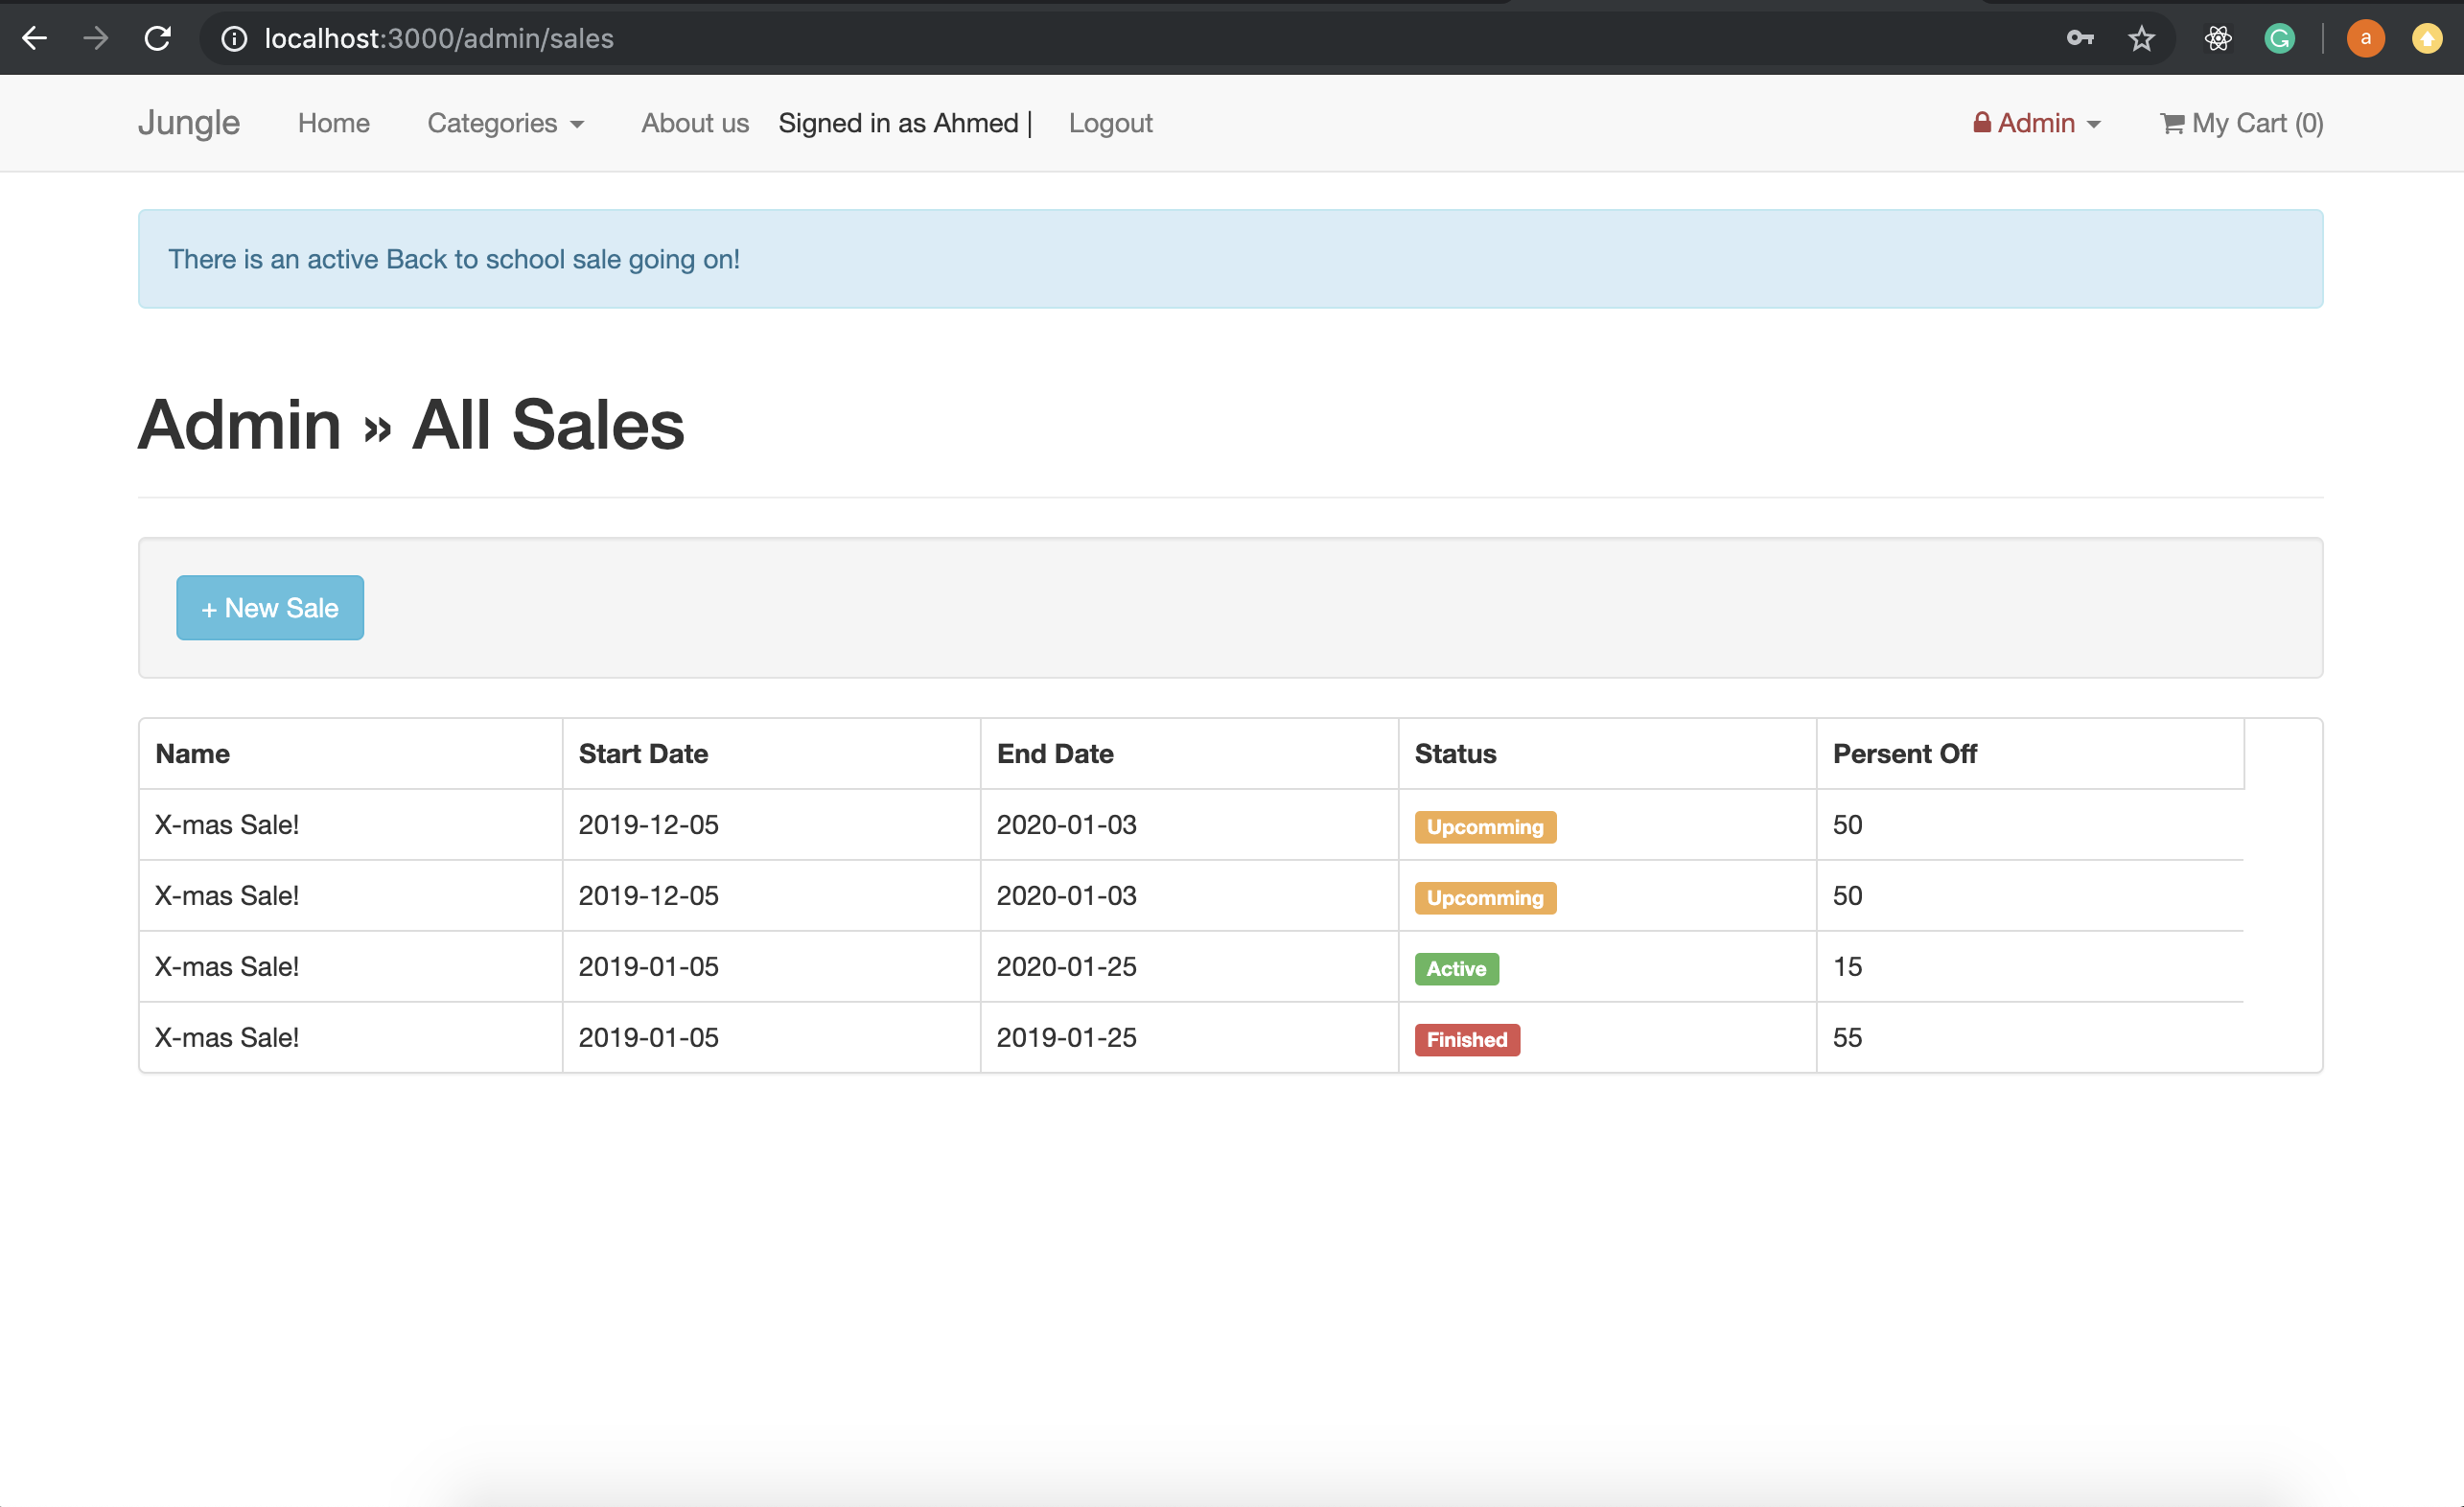 localhost:3000/admin/sales
a
Jungle Home Categories About us Signed in as Ahmed | Logout Admin My Cart (0)
There is an active Back to school sale going on!
Admin » All Sales
+ New Sale
Name Start Date End Date Status Persent Off
X-mas Sale! 2019-12-05 2020-01-03 Upcomming 50
X-mas Sale! 2019-12-05 2020-01-03 Upcomming 50
X-mas Sale! 2019-01-05 2020-01-25 Active 15
X-mas Sale! 2019-01-05 2019-01-25 Finished 55